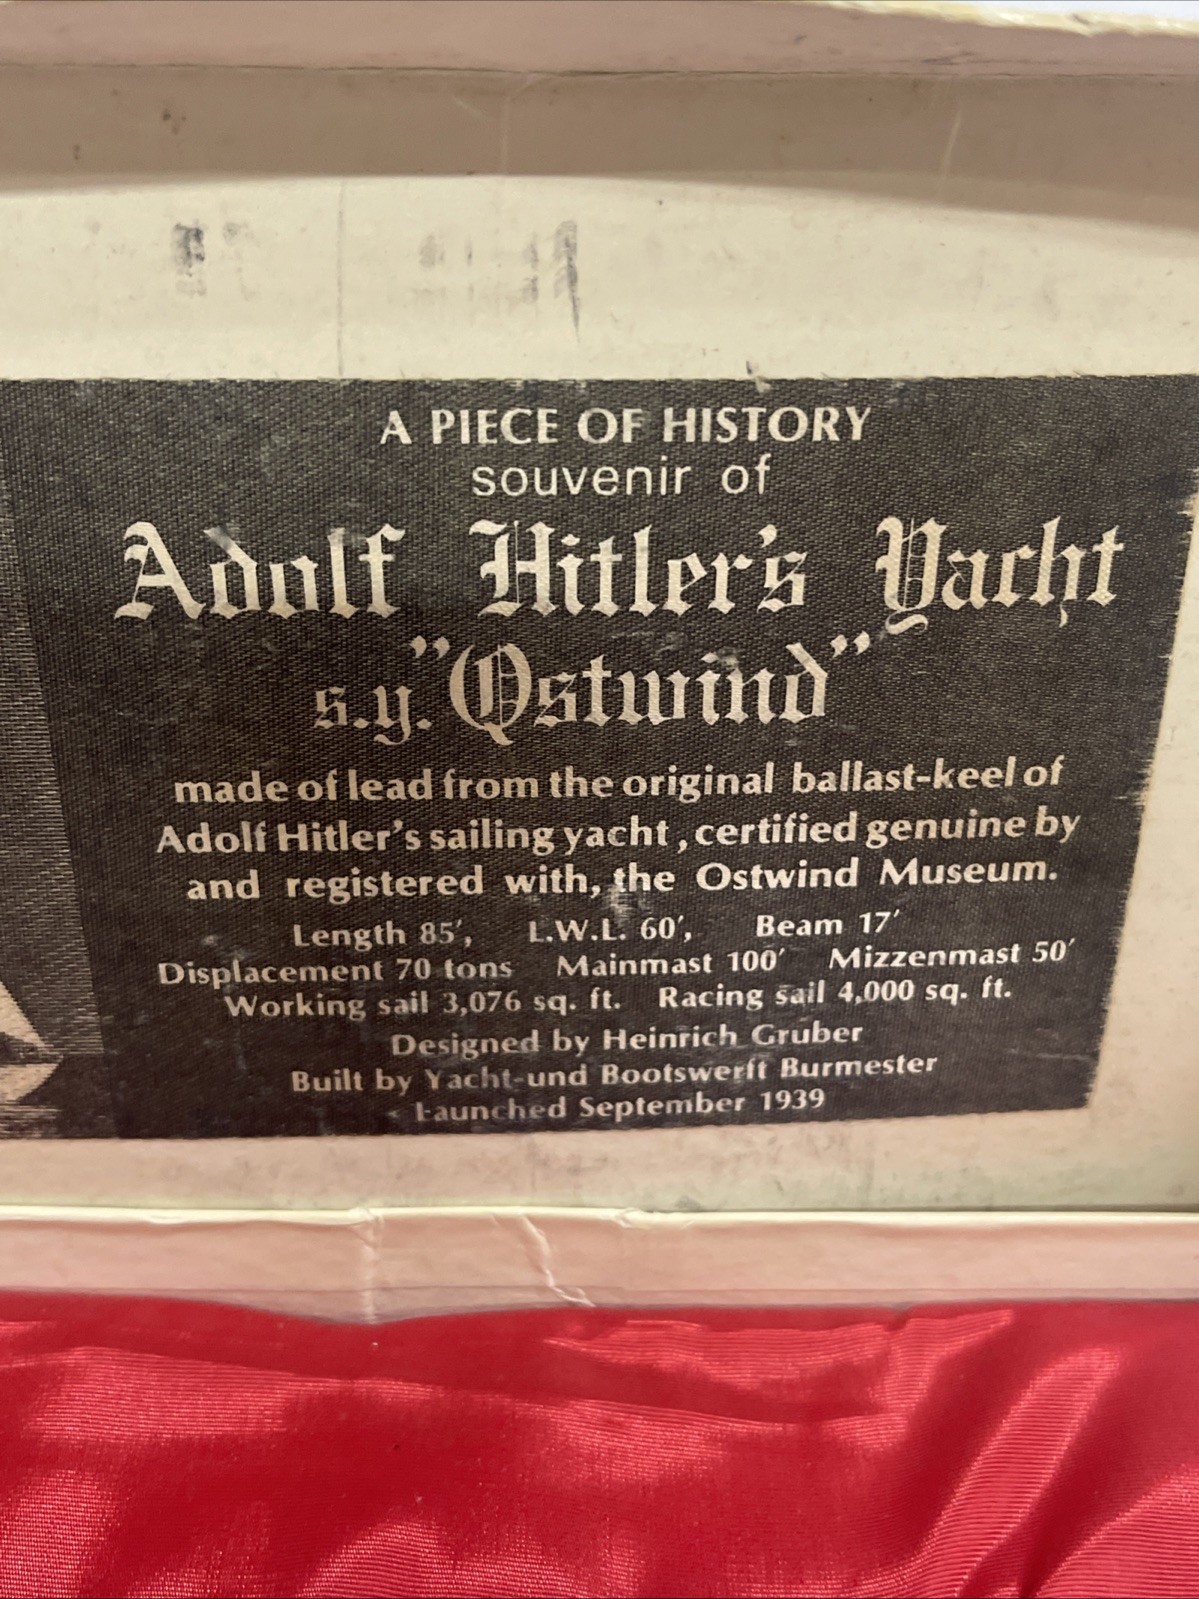 A PIECE OF HISTORY
souvenir of
Adolf Hitler's Yacht
s.y. "Ostwind"
made of lead from the original ballast-keel of
Adolf Hitler's sailing yacht, certified genuine by
and registered with, the Ostwind Museum.
Length 85', L.W.L. 60', Beam 17'
Displacement 70 tons Mainmast 100' Mizzenmast 50'
Working sail 3,076 sq. ft. Racing sail 4,000 sq. ft.
Designed by Heinrich Gruber
Built by Yacht-und Bootswerft Burmester
Launched September 1939